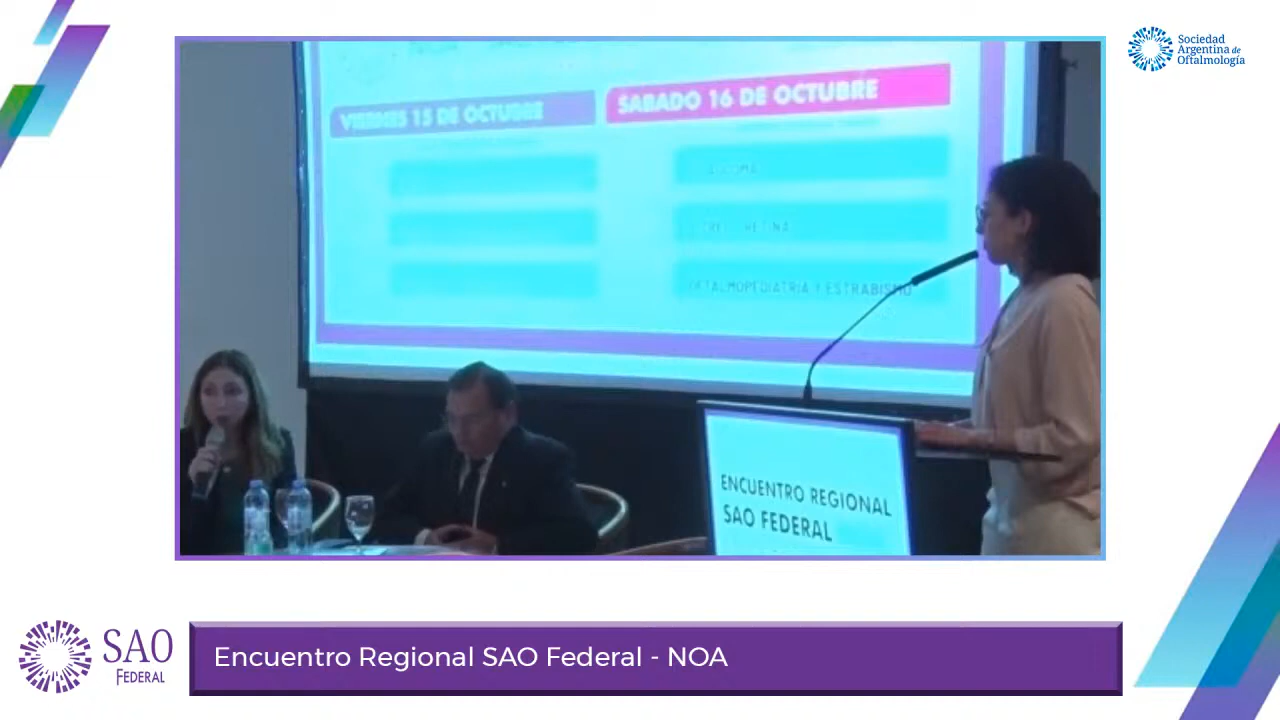 Sociedad
Argentina de
Oftalmología
VIERNES 15 DE OCTUBRE
SABADO 16 DE OCTUBRE
RETINA
OFTALMOPEDIATRIA Y ESTRABISMO
ENCUENTRO REGIONAL
SAO FEDERAL
SAO
FEDERAL
Encuentro Regional SAO Federal - NOA